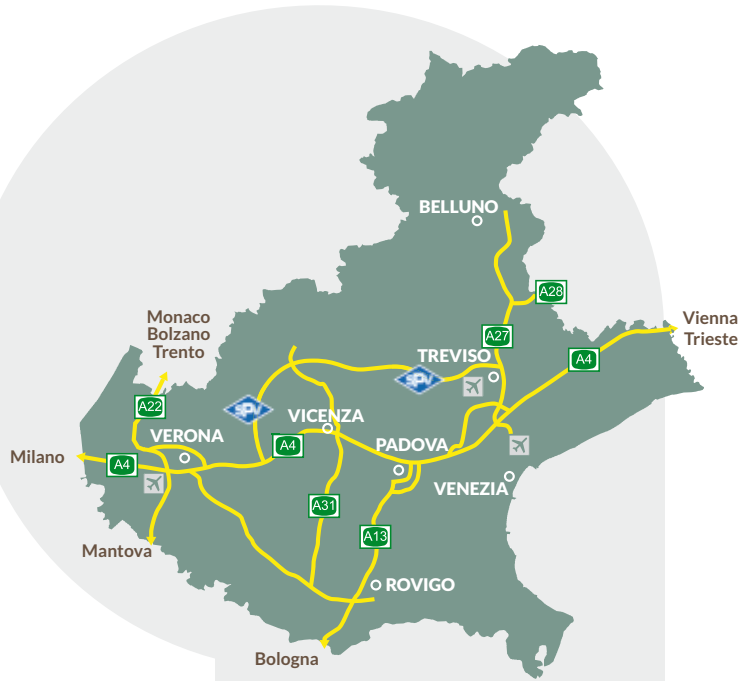 BELLUNO
A28
Monaco
Bolzano
Trento
Vienna
Trieste
A27
TREVISO
A4
SPV
A22
SPV
VICENZA
VERONA
A4
PADOVA
Milano
A4
VENEZIA
A31
A13
Mantova
ROVIGO
Bologna